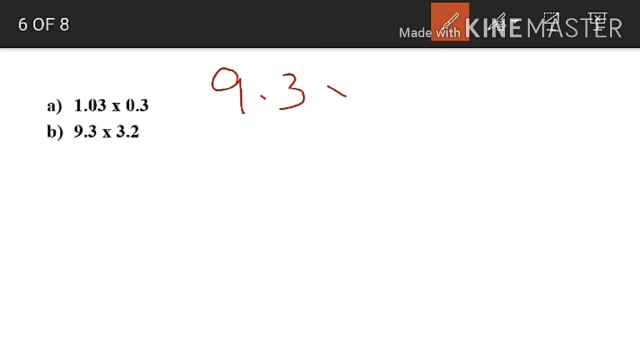 6 OF 8
Made with KINEMASTER
9.3
a) 1.03 x 0.3
b) 9.3 x 3.2